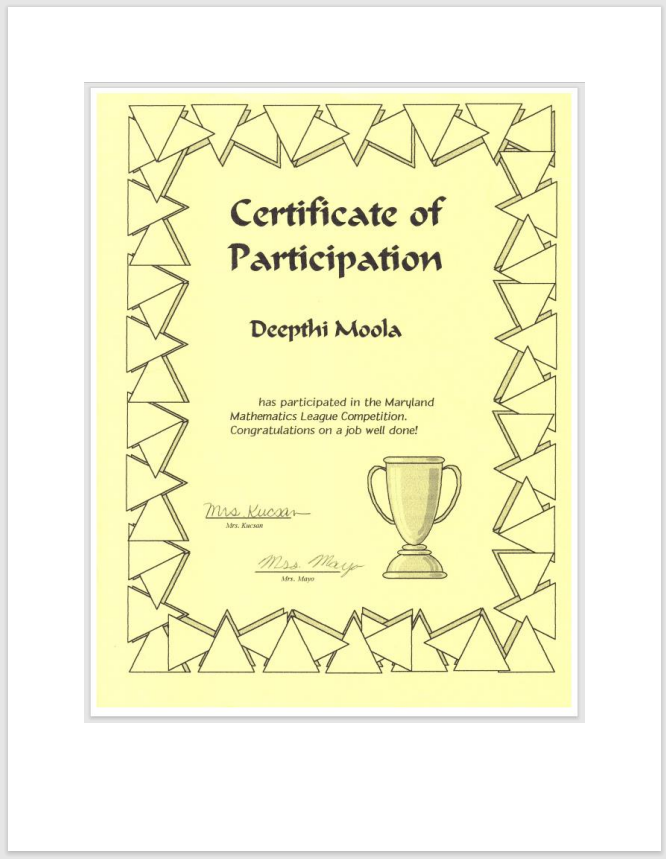 Certificate of
Participation
Deepthi Moola
has participated in the Maryland
Mathematics League Competition.
Congratulations on a job well done!
Mrs. Kucsan
Mrs. Kucsan
Mrs. Mayo
Mrs. Mayo